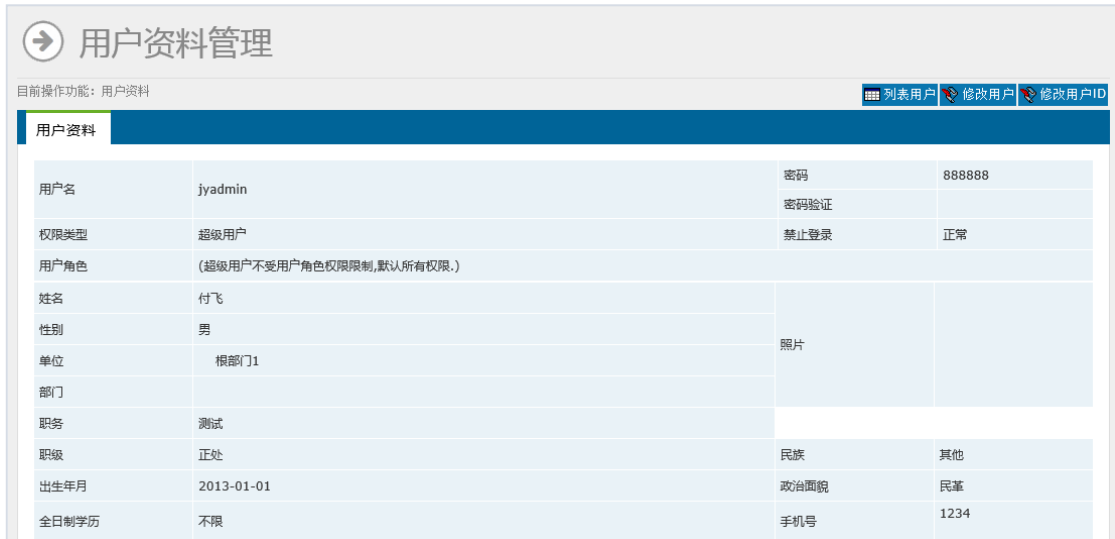 用户资料管理
目前操作功能：用户资料
列表用户 修改用户 修改用户ID
用户资料
用户名 jyadmin 密码 888888
密码验证
权限类型 超级用户 禁止登录 正常
用户角色 (超级用户不受用户角色权限限制,默认所有权限.)
姓名 付飞
性别 男
照片
单位 根部门1
部门
职务 测试
职级 正处 民族 其他
出生年月 2013-01-01 政治面貌 民革
全日制学历 不限 手机号 1234